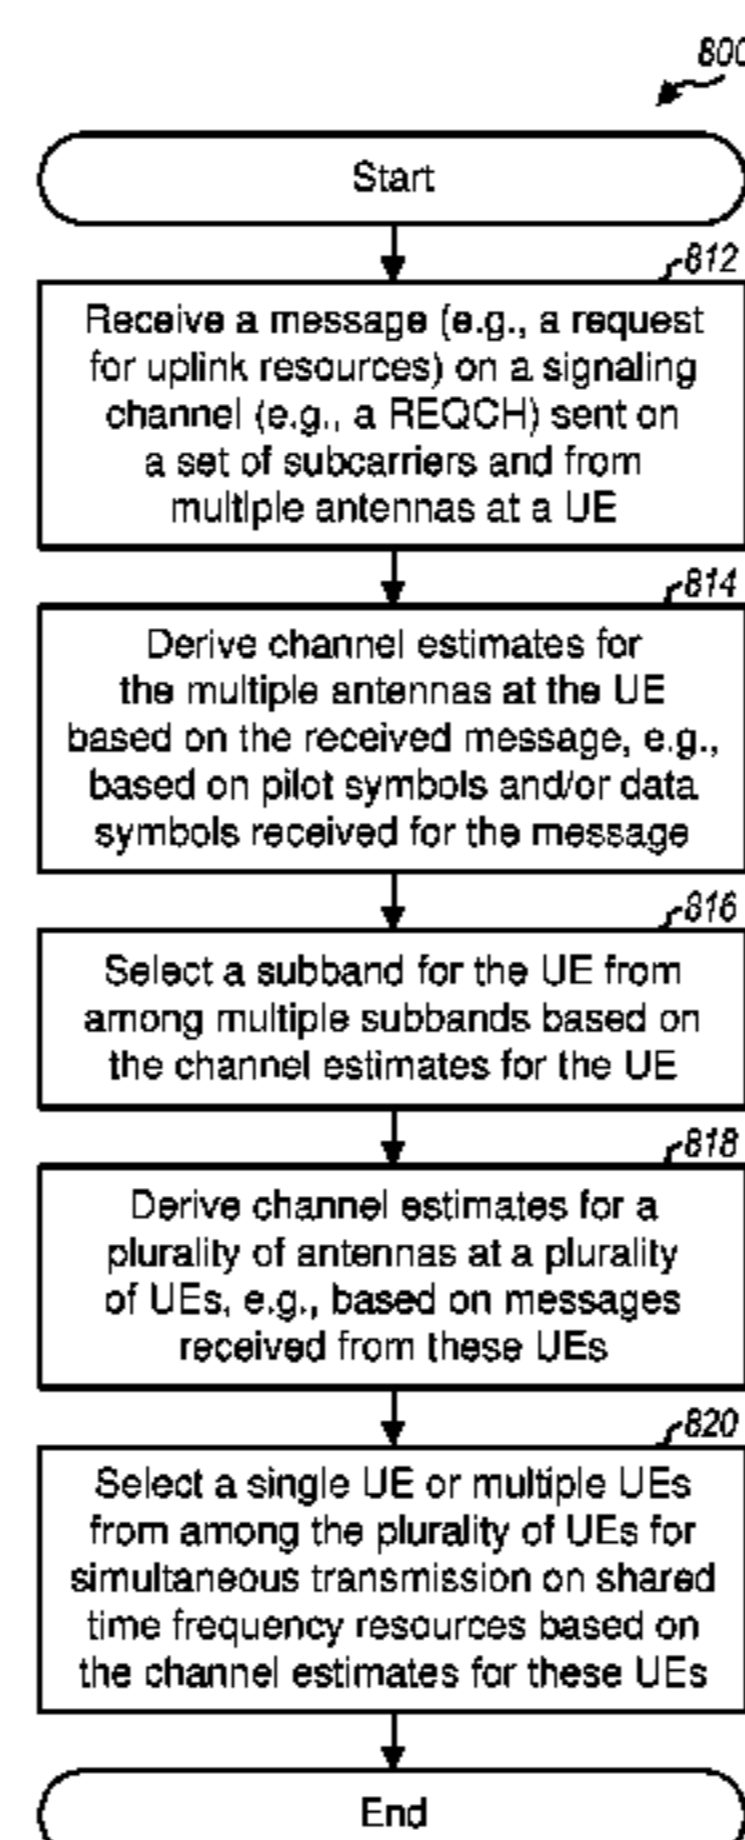 800
Start
812
Receive a message (e.g., a request
for uplink resources) on a signaling
channel (e.g., a REQCH) sent on
a set of subcarriers and from
multiple antennas at a UE
814
Derive channel estimates for
the multiple antennas at the UE
based on the received message, e.g.,
based on pilot symbols and/or data
symbols received for the message
816
Select a subband for the UE from
among multiple subbands based on
the channel estimates for the UE
818
Derive channel estimates for a
plurality of antennas at a plurality
of UEs, e.g., based on messages
received from these UEs
820
Select a single UE or multiple UEs
from among the plurality of UEs for
simultaneous transmission on shared
time frequency resources based on
the channel estimates for these UEs
End